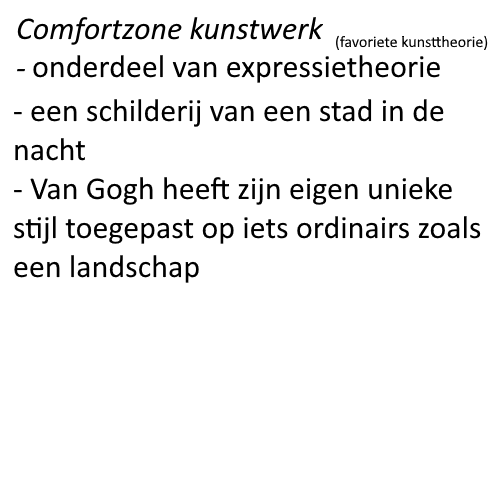 Comfortzone kunstwerk (favoriete kunsttheorie)
- onderdeel van expressietheorie
- een schilderij van een stad in de
nacht
- Van Gogh heeft zijn eigen unieke
stijl toegepast op iets ordinairs zoals
een landschap